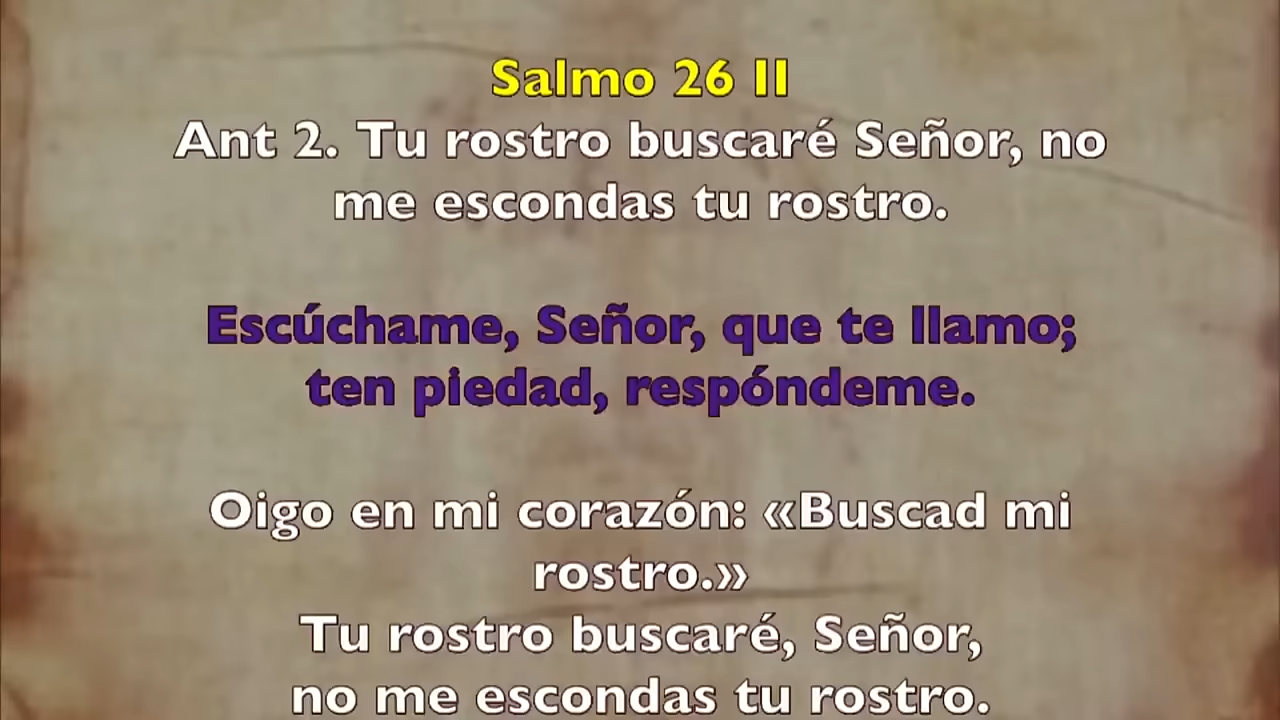 Salmo 26 II
Ant 2. Tu rostro buscaré Señor, no
me escondas tu rostro.
Escúchame, Señor, que te llamo;
ten piedad, respóndeme.
Oigo en mi corazón: «Buscad mi
rostro.»
Tu rostro buscaré, Señor,
no me escondas tu rostro.